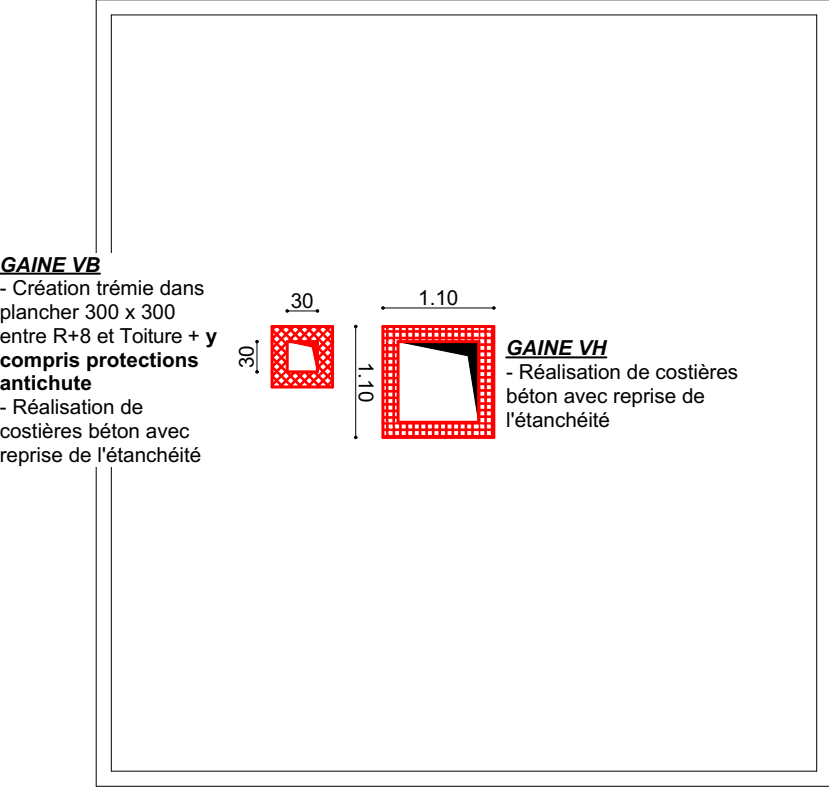 GAINE VB
- Création trémie dans
plancher 300 x 300
entre R+8 et Toiture + y
compris protections
antichute
- Réalisation de
costières béton avec
reprise de l'étanchéité
30
30
1.10
1.10
GAINE VH
- Réalisation de costières
béton avec reprise de
l'étanchéité